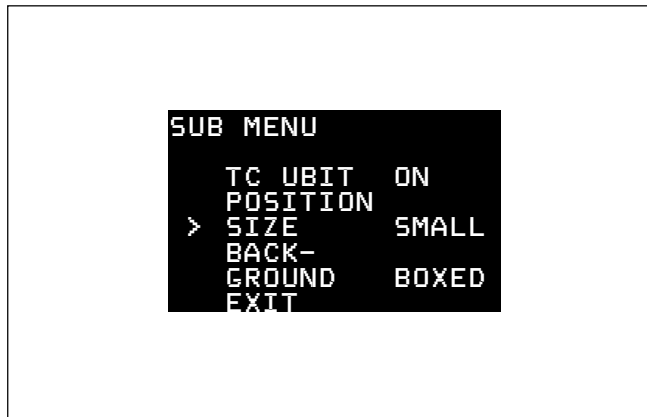 SUB MENU
TC UBIT ON
POSITION
> SIZE SMALL
BACK-
GROUND BOXED
EXIT